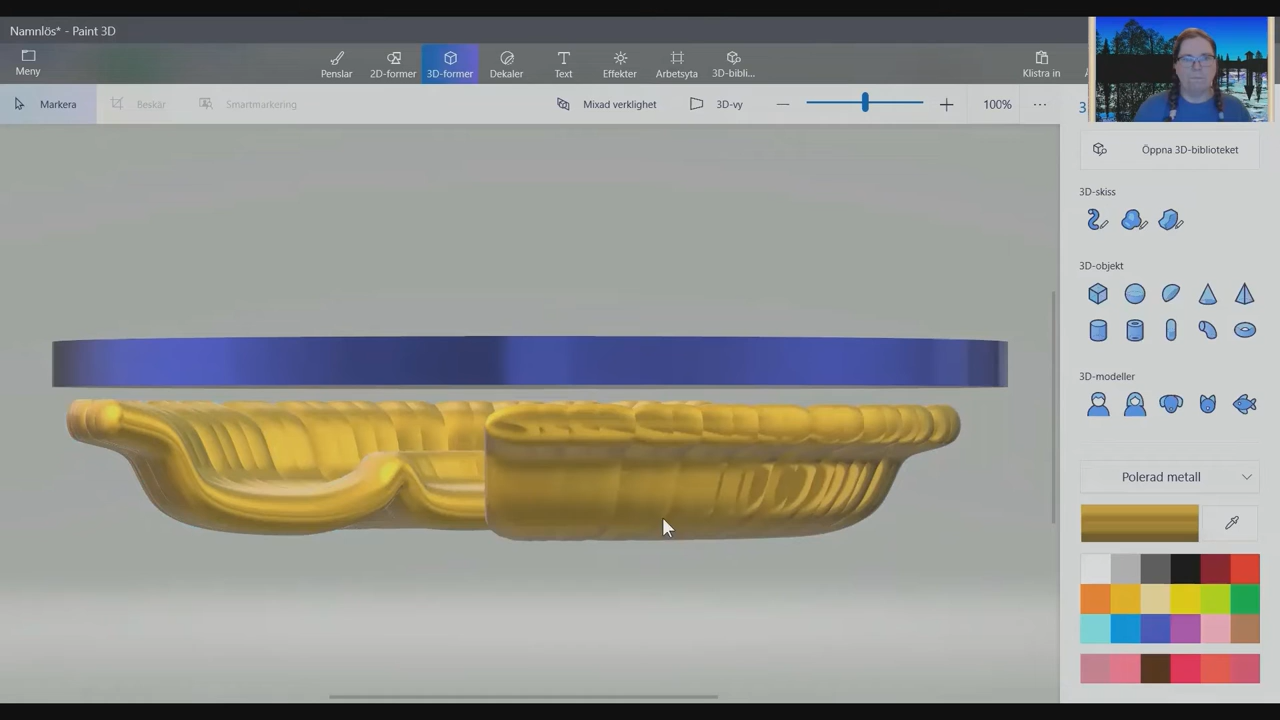 Namnlös* - Paint 3D
Meny
Penslar
2D-former
3D-former
Dekaler
Text
Effekter
Arbetsyta
3D-bibli...
Klistra in
Markera
Beskär
Smartmarkering
Mixad verklighet
3D-vy
100%
Öppna 3D-biblioteket
3D-skiss
3D-objekt
3D-modeller
Polerad metall